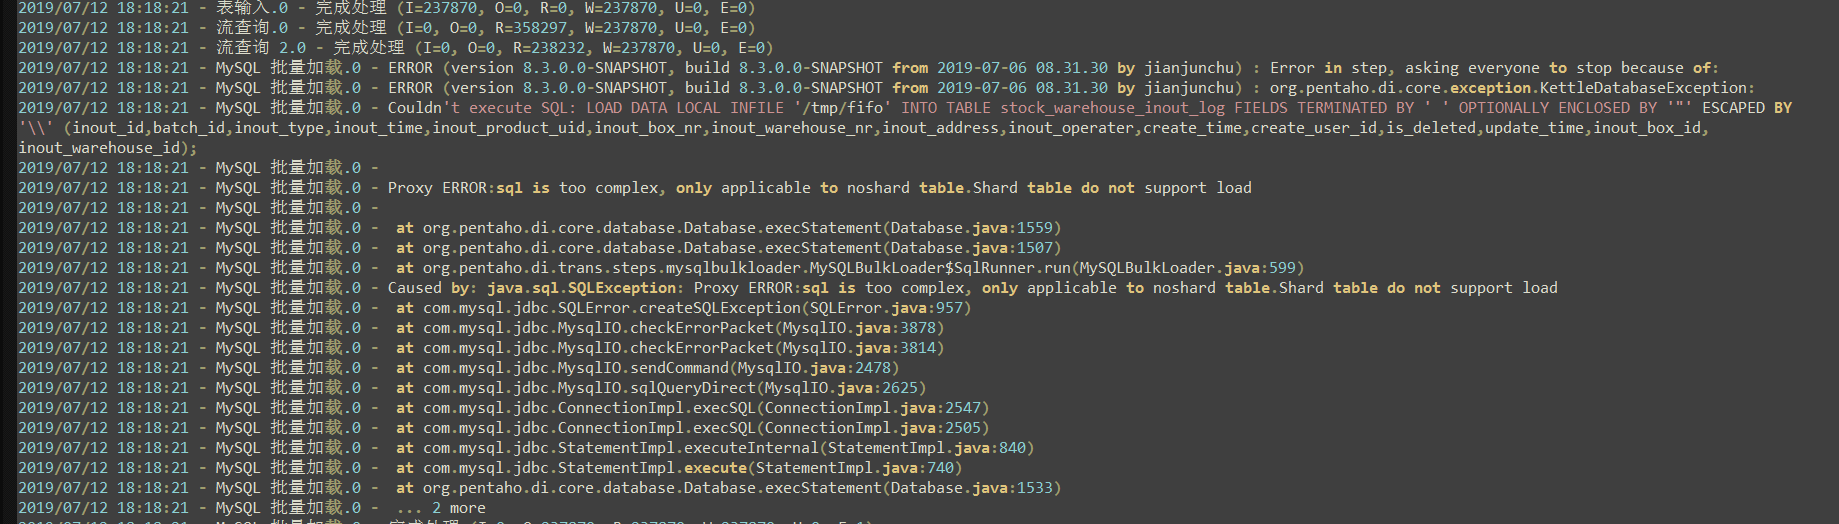 2019/07/12 18:18:21 - 表输入.0 - 完成处理 (I=237870, O=0, R=0, W=237870, U=0, E=0)
2019/07/12 18:18:21 - 流查询.0 - 完成处理 (I=0, O=0, R=358297, W=237870, U=0, E=0)
2019/07/12 18:18:21 - 流查询 2.0 - 完成处理 (I=0, O=0, R=238232, W=237870, U=0, E=0)
2019/07/12 18:18:21 - MySQL 批量加载.0 - ERROR (version 8.3.0.0-SNAPSHOT, build 8.3.0.0-SNAPSHOT from 2019-07-06 08.31.30 by jianjunchu) : Error in step, asking everyone to stop because of:
2019/07/12 18:18:21 - MySQL 批量加载.0 - ERROR (version 8.3.0.0-SNAPSHOT, build 8.3.0.0-SNAPSHOT from 2019-07-06 08.31.30 by jianjunchu) : org.pentaho.di.core.exception.KettleDatabaseException:
2019/07/12 18:18:21 - MySQL 批量加载.0 - Couldn't execute SQL: LOAD DATA LOCAL INFILE '/tmp/fifo' INTO TABLE stock_warehouse_inout_log FIELDS TERMINATED BY ' ' OPTIONALLY ENCLOSED BY '"' ESCAPED BY
'\\' (inout_id,batch_id,inout_type,inout_time,inout_product_uid,inout_box_nr,inout_warehouse_nr,inout_address,inout_operater,create_time,create_user_id,is_deleted,update_time,inout_box_id,
inout_warehouse_id);
2019/07/12 18:18:21 - MySQL 批量加载.0 -
2019/07/12 18:18:21 - MySQL 批量加载.0 - Proxy ERROR:sql is too complex, only applicable to noshard table.Shard table do not support load
2019/07/12 18:18:21 - MySQL 批量加载.0 -
2019/07/12 18:18:21 - MySQL 批量加载.0 -  at org.pentaho.di.core.database.Database.execStatement(Database.java:1559)
2019/07/12 18:18:21 - MySQL 批量加载.0 -  at org.pentaho.di.core.database.Database.execStatement(Database.java:1507)
2019/07/12 18:18:21 - MySQL 批量加载.0 -  at org.pentaho.di.trans.steps.mysqlbulkloader.MySQLBulkLoader$SqlRunner.run(MySQLBulkLoader.java:599)
2019/07/12 18:18:21 - MySQL 批量加载.0 - Caused by: java.sql.SQLException: Proxy ERROR:sql is too complex, only applicable to noshard table.Shard table do not support load
2019/07/12 18:18:21 - MySQL 批量加载.0 -  at com.mysql.jdbc.SQLError.createSQLException(SQLError.java:957)
2019/07/12 18:18:21 - MySQL 批量加载.0 -  at com.mysql.jdbc.MysqlIO.checkErrorPacket(MysqlIO.java:3878)
2019/07/12 18:18:21 - MySQL 批量加载.0 -  at com.mysql.jdbc.MysqlIO.checkErrorPacket(MysqlIO.java:3814)
2019/07/12 18:18:21 - MySQL 批量加载.0 -  at com.mysql.jdbc.MysqlIO.sendCommand(MysqlIO.java:2478)
2019/07/12 18:18:21 - MySQL 批量加载.0 -  at com.mysql.jdbc.MysqlIO.sqlQueryDirect(MysqlIO.java:2625)
2019/07/12 18:18:21 - MySQL 批量加载.0 -  at com.mysql.jdbc.ConnectionImpl.execSQL(ConnectionImpl.java:2547)
2019/07/12 18:18:21 - MySQL 批量加载.0 -  at com.mysql.jdbc.ConnectionImpl.execSQL(ConnectionImpl.java:2505)
2019/07/12 18:18:21 - MySQL 批量加载.0 -  at com.mysql.jdbc.StatementImpl.executeInternal(StatementImpl.java:840)
2019/07/12 18:18:21 - MySQL 批量加载.0 -  at com.mysql.jdbc.StatementImpl.execute(StatementImpl.java:740)
2019/07/12 18:18:21 - MySQL 批量加载.0 -  at org.pentaho.di.core.database.Database.execStatement(Database.java:1533)
2019/07/12 18:18:21 - MySQL 批量加载.0 -  ... 2 more